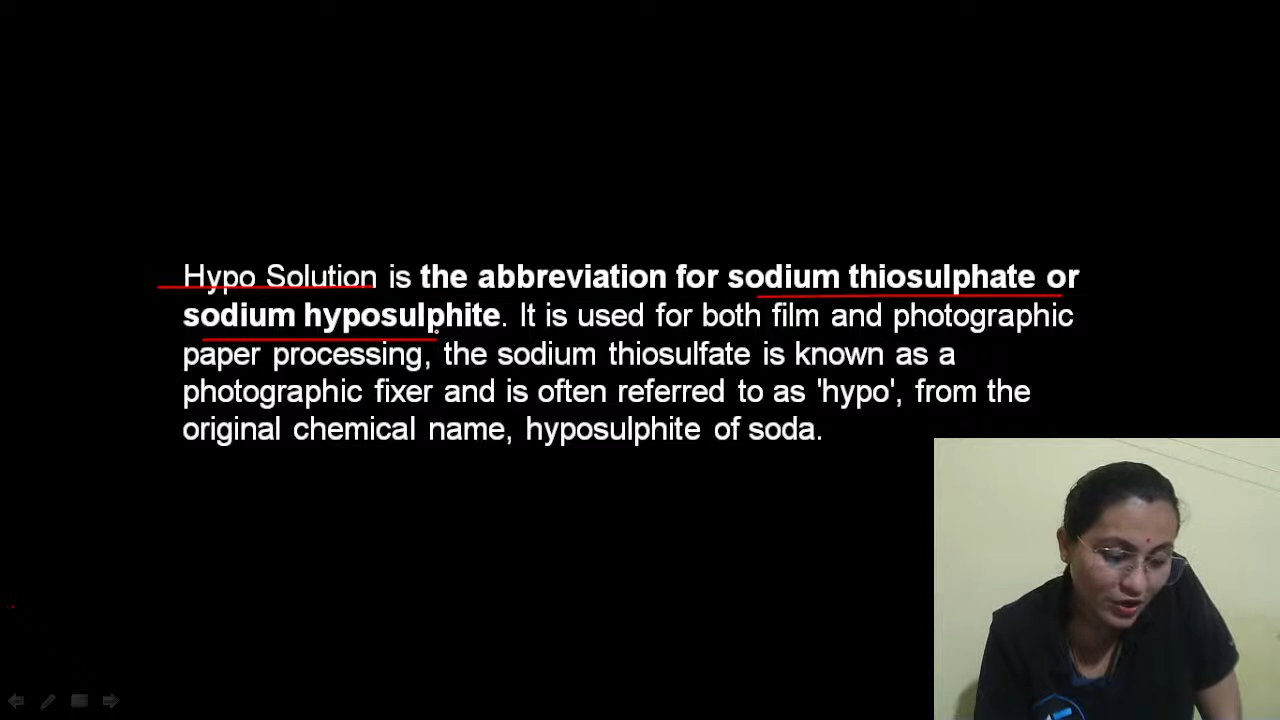 Hypo Solution is the abbreviation for sodium thiosulphate or
sodium hyposulphite. It is used for both film and photographic
paper processing, the sodium thiosulfate is known as a
photographic fixer and is often referred to as 'hypo', from the
original chemical name, hyposulphite of soda.